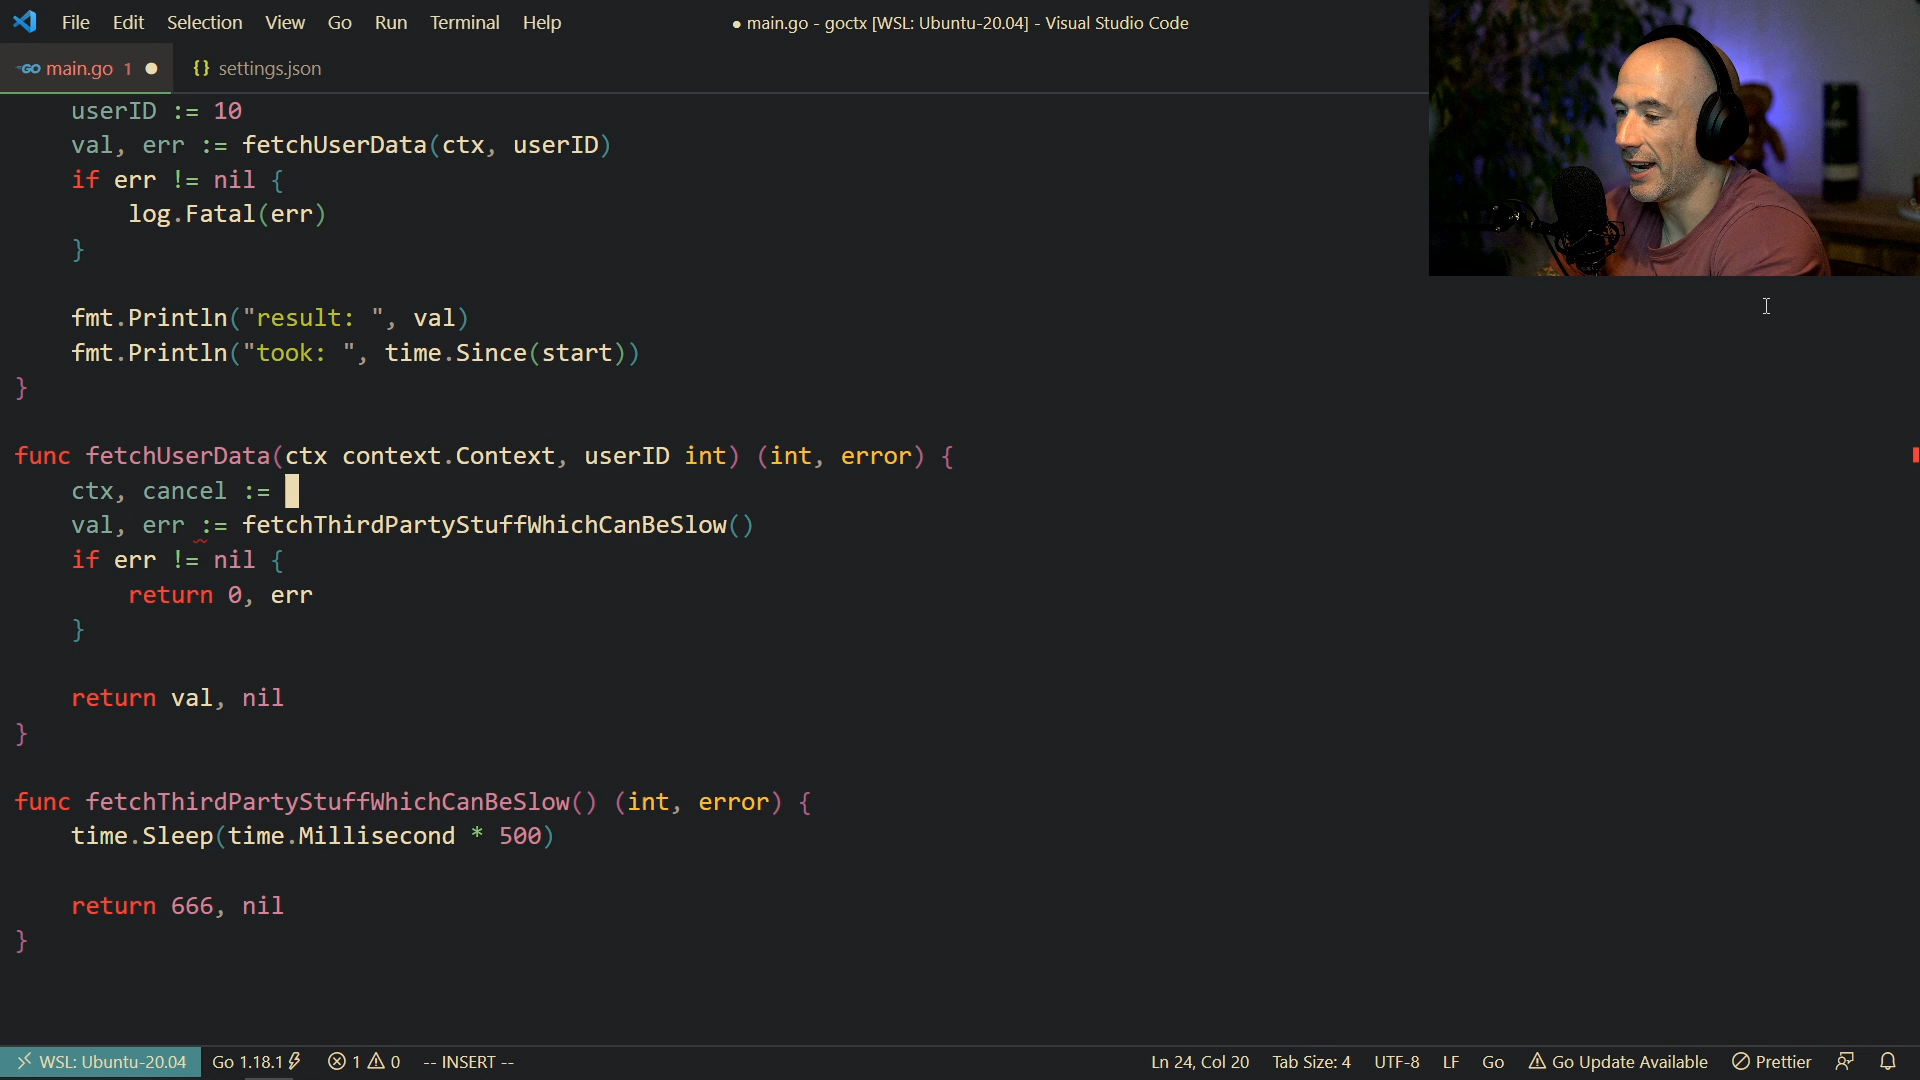 File Edit Selection View Go Run Terminal Help
● main.go - goctx [WSL: Ubuntu-20.04] - Visual Studio Code
GO main.go 1 ● {} settings.json
userID := 10
val, err := fetchUserData(ctx, userID)
if err != nil {
log.Fatal(err)
}
fmt.Println("result: ", val)
fmt.Println("took: ", time.Since(start))
}
func fetchUserData(ctx context.Context, userID int) (int, error) {
ctx, cancel :=
val, err := fetchThirdPartyStuffWhichCanBeSlow()
if err != nil {
return 0, err
}
return val, nil
}
func fetchThirdPartyStuffWhichCanBeSlow() (int, error) {
time.Sleep(time.Millisecond * 500)
return 666, nil
}
WSL: Ubuntu-20.04 Go 1.18.1 1 0 -- INSERT -- Ln 24, Col 20 Tab Size: 4 UTF-8 LF Go Go Update Available Prettier